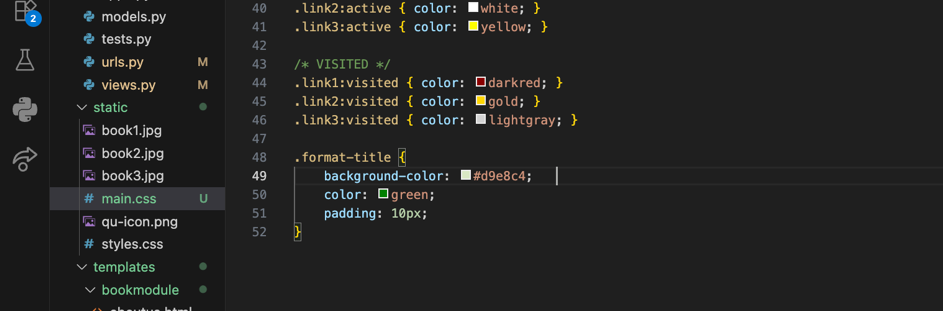 2
models.py
tests.py
urls.py M
views.py M
static
book1.jpg
book2.jpg
book3.jpg
# main.css U
qu-icon.png
# styles.css
templates
bookmodule
40 .link2:active { color: white; }
41 .link3:active { color: yellow; }
42
43 /* VISITED */
44 .link1:visited { color: darkred; }
45 .link2:visited { color: gold; }
46 .link3:visited { color: lightgray; }
47
48 .format-title {
49 background-color: #d9e8c4;
50 color: green;
51 padding: 10px;
52 }